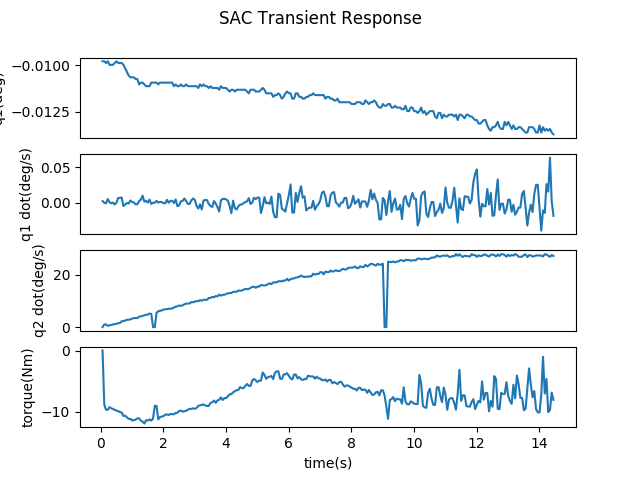 SAC Transient Response
−0.0100
−0.0125
q1(deg)
0.05
0.00
q1 dot(deg/s)
20
0
q2 dot(deg/s)
0
−10
torque(Nm)
0 2 4 6 8 10 12 14
time(s)